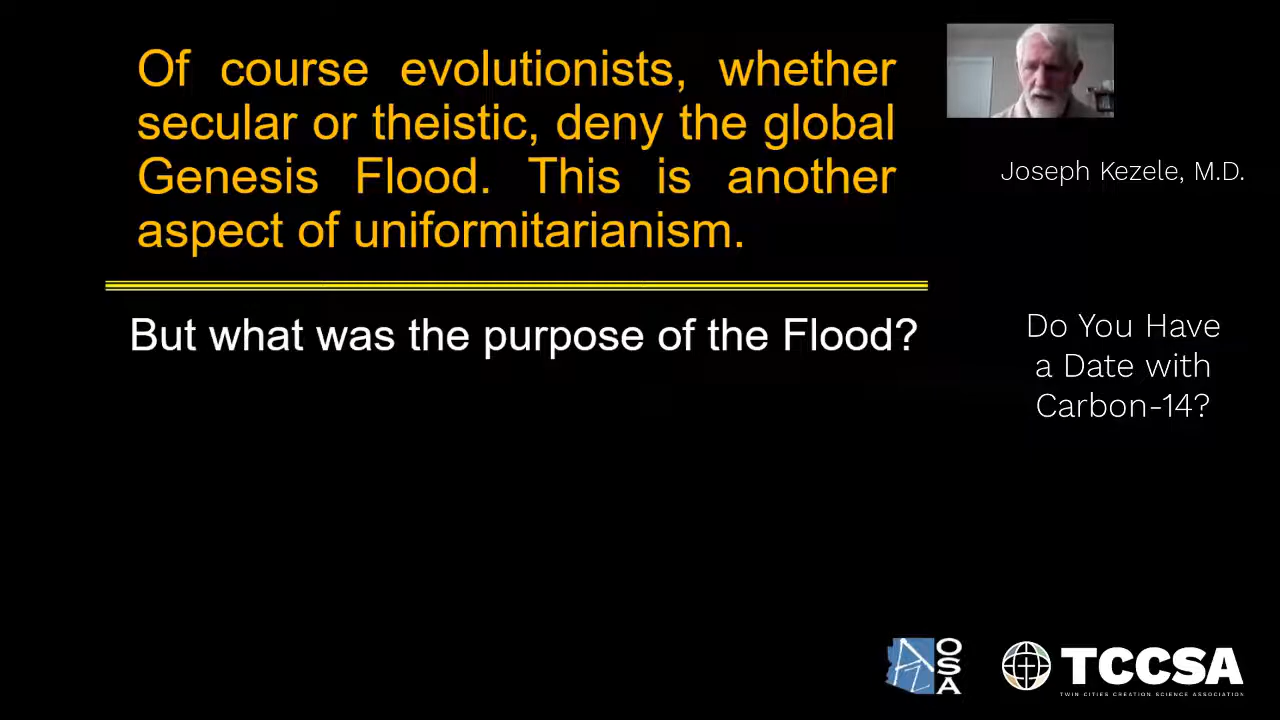 Of course evolutionists, whether
secular or theistic, deny the global
Genesis Flood. This is another
aspect of uniformitarianism.
But what was the purpose of the Flood?
Joseph Kezele, M.D.
Do You Have
a Date with
Carbon-14?
AZ
OSA
TCCSA
TWIN CITIES CREATION SCIENCE ASSOCIATION